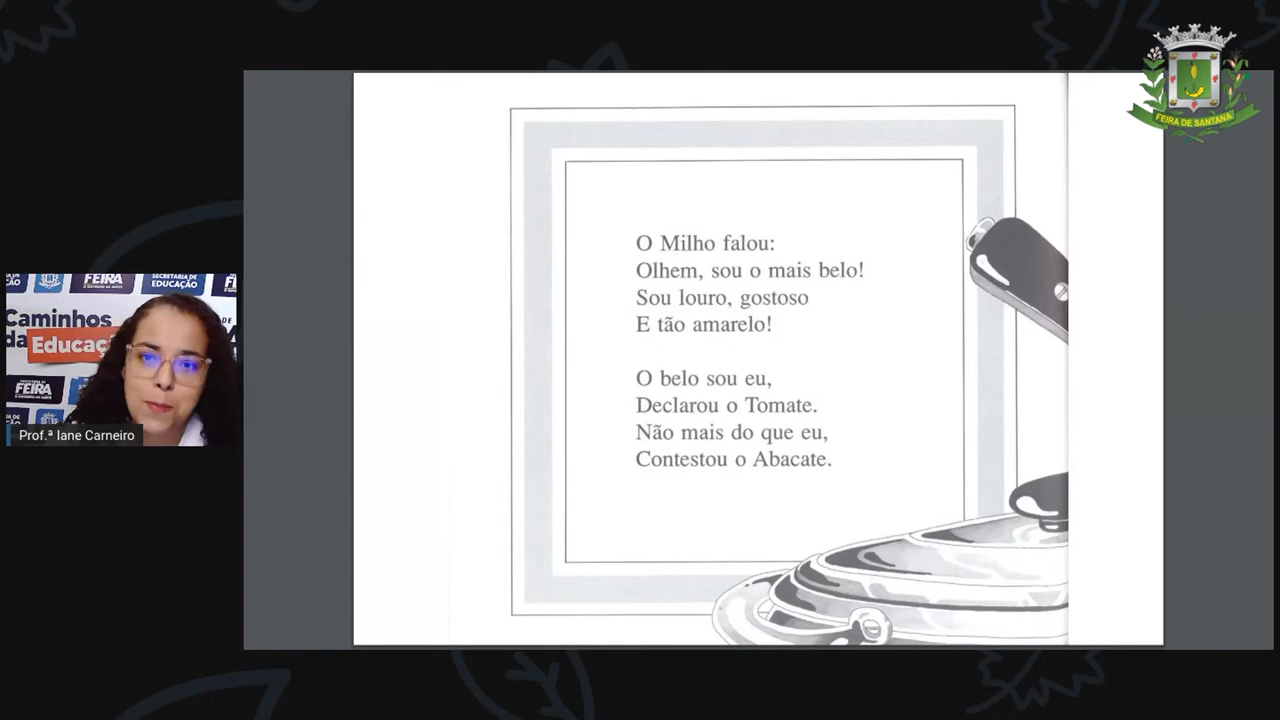 FEIRA DE SANTANA
O Milho falou:
Olhem, sou o mais belo!
Sou louro, gostoso
E tão amarelo!
O belo sou eu,
Declarou o Tomate.
Não mais do que eu,
Contestou o Abacate.
FEIRA
SECRETARIA DE
EDUCAÇÃO
Caminhos
da
Educaç
FEIRA
Prof.ª Iane Carneiro